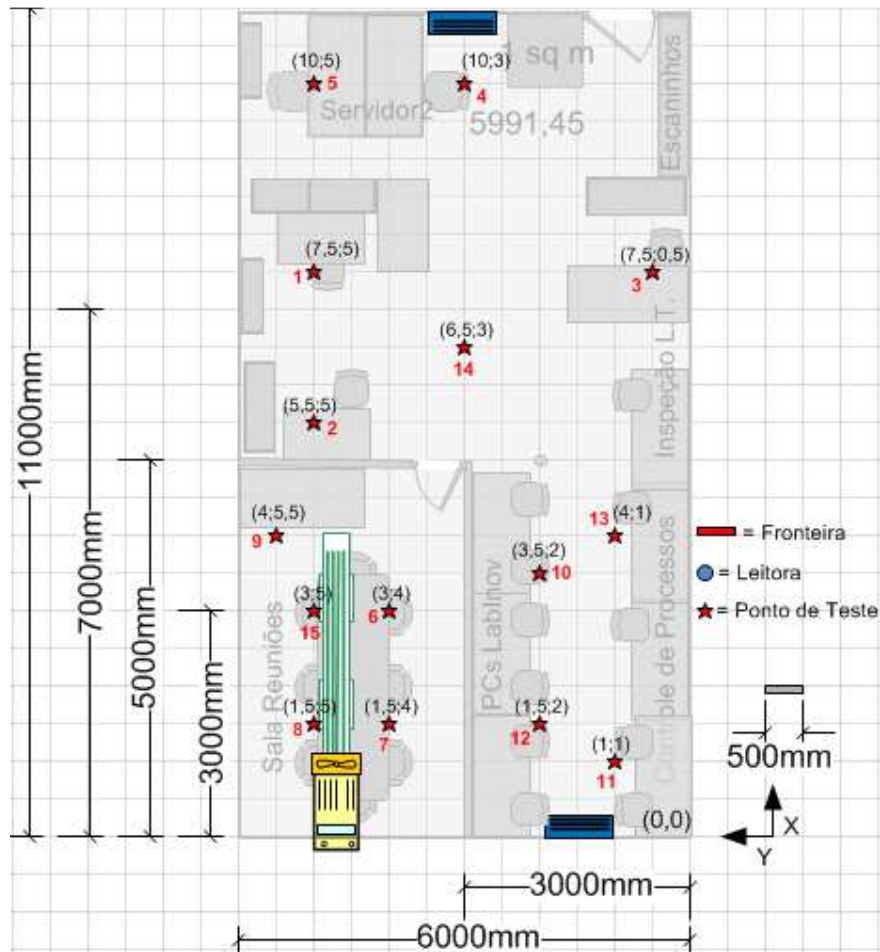 1 sq m
(10;5)
5
(10;3)
4
Servidor2
5991,45
Escaninhos
(7,5;5)
1
(7,5;0,5)
3
(6,5;3)
14
Inspeção L.T.
(5,5;5)
2
11000mm
7000mm
5000mm
3000mm
(4;5,5)
9
13
(4;1)
(3,5;2)
10
(3;5)
15
(3;4)
6
Sala Reuniões
PCs LabInov
Controle de Processos
(1,5;5)
8
(1,5;4)
7
(1,5;2)
12
(1;1)
11
(0,0)
= Fronteira
= Leitora
= Ponto de Teste
500mm
X
Y
3000mm
6000mm